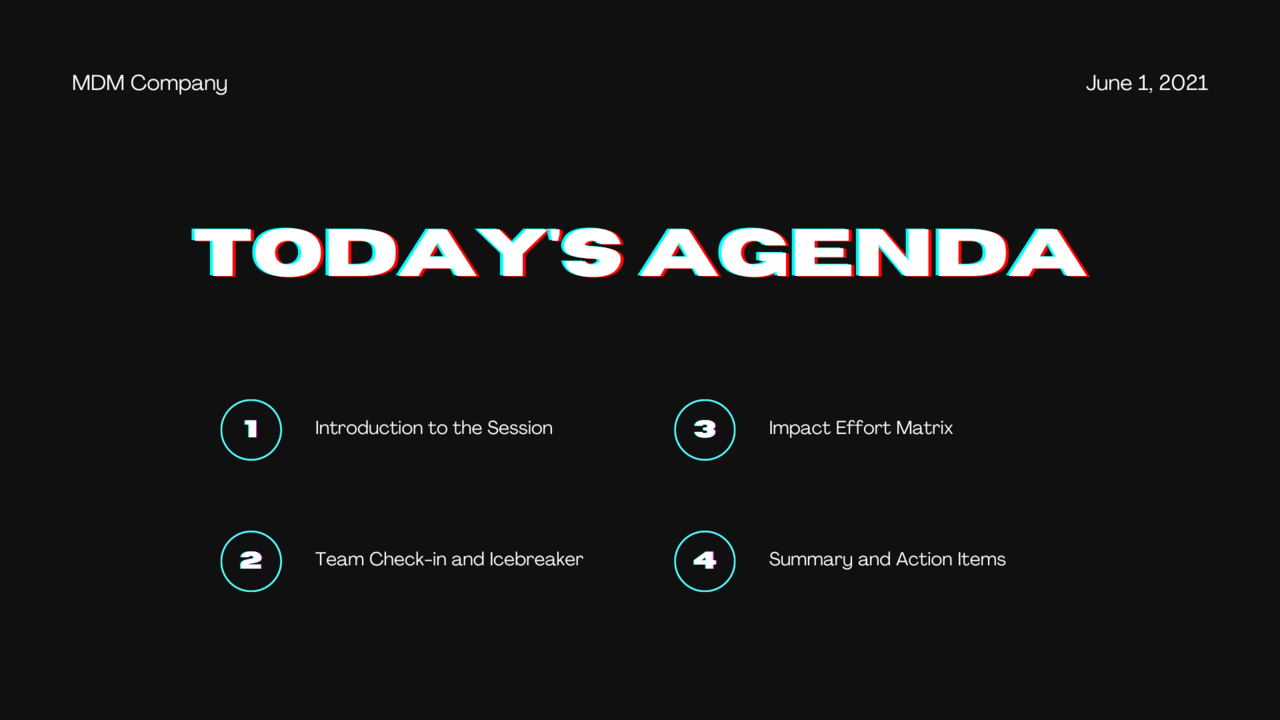 MDM Company
June 1, 2021
TODAY'S AGENDA
1 Introduction to the Session
2 Team Check-in and Icebreaker
3 Impact Effort Matrix
4 Summary and Action Items